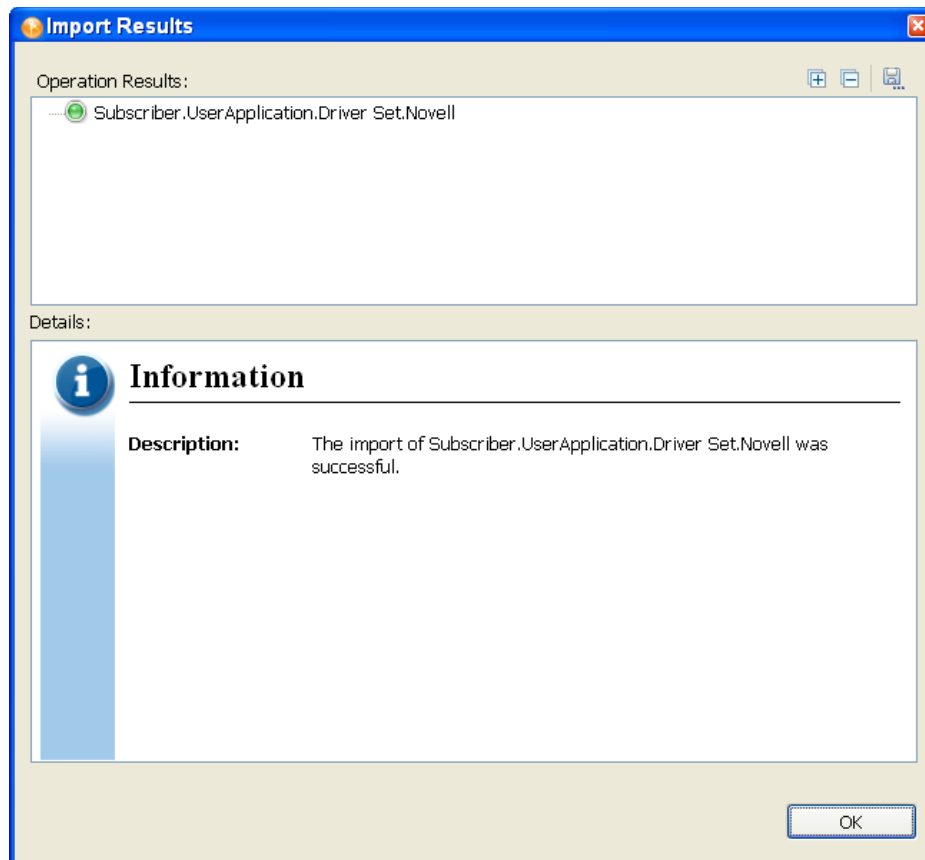 Import Results
Operation Results:
Subscriber.UserApplication.Driver Set.Novell
Details:
Information
Description: The import of Subscriber.UserApplication.Driver Set.Novell was
successful.
OK